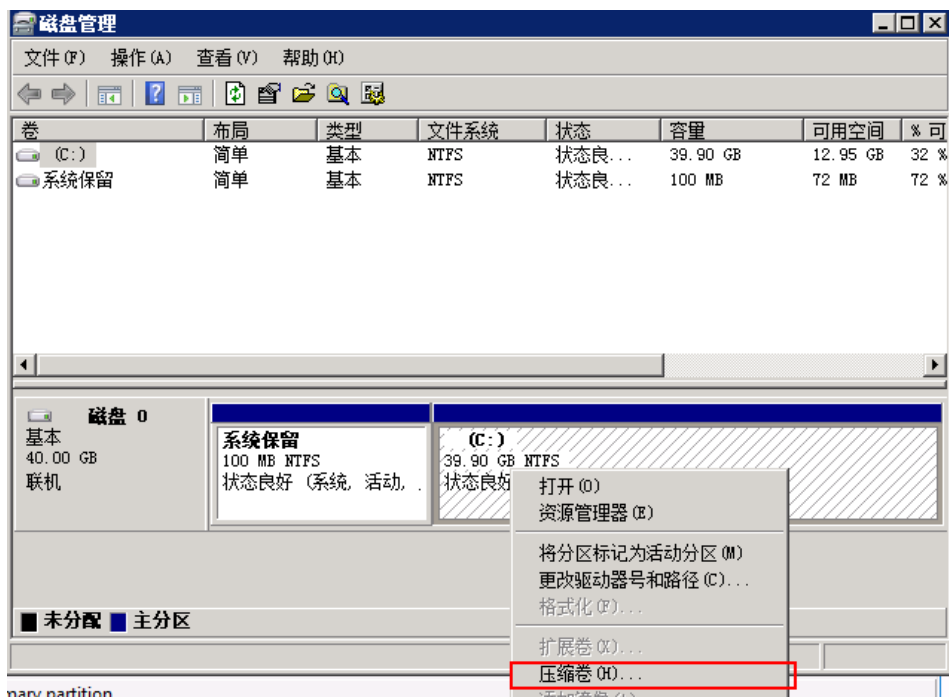 磁盘管理
文件(F) 操作(A) 查看(V) 帮助(H)
卷 布局 类型 文件系统 状态 容量 可用空间 % 可
(C:) 简单 基本 NTFS 状态良... 39.90 GB 12.95 GB 32 %
系统保留 简单 基本 NTFS 状态良... 100 MB 72 MB 72 %
磁盘 0
基本
40.00 GB
联机
系统保留
100 MB NTFS
状态良好 (系统, 活动, .
(C:)
39.90 GB NTFS
状态良好
打开(O)
资源管理器(E)
将分区标记为活动分区(M)
更改驱动器号和路径(C)...
格式化(F)...
扩展卷(X)...
压缩卷(H)...
未分配 主分区
mary partition